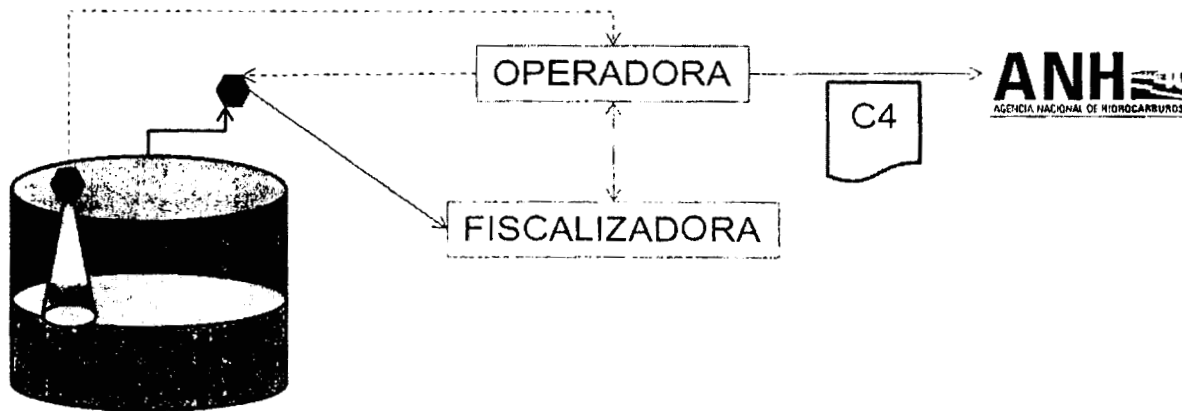 OPERADORA
ANH
AGENCIA NACIONAL DE HIDROCARBUROS
C4
FISCALIZADORA